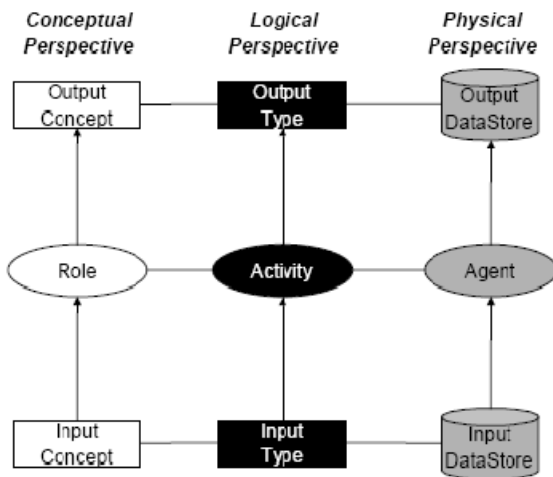 Conceptual Perspective
Logical Perspective
Physical Perspective
Output Concept
Output Type
Output DataStore
Role
Activity
Agent
Input Concept
Input Type
Input DataStore